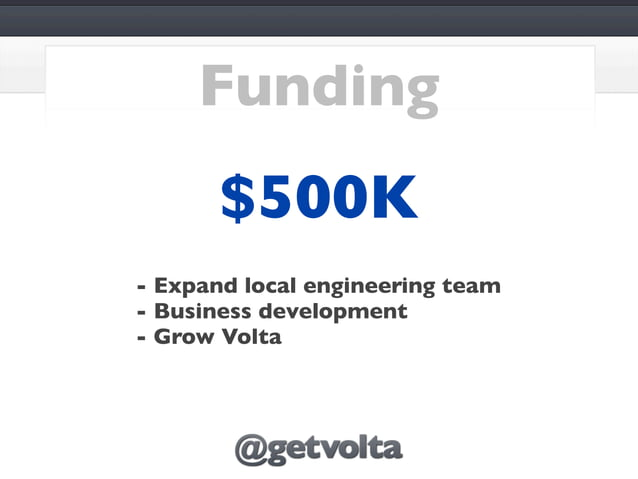 Funding
$500K
- Expand local engineering team
- Business development
- Grow Volta
@getvolta